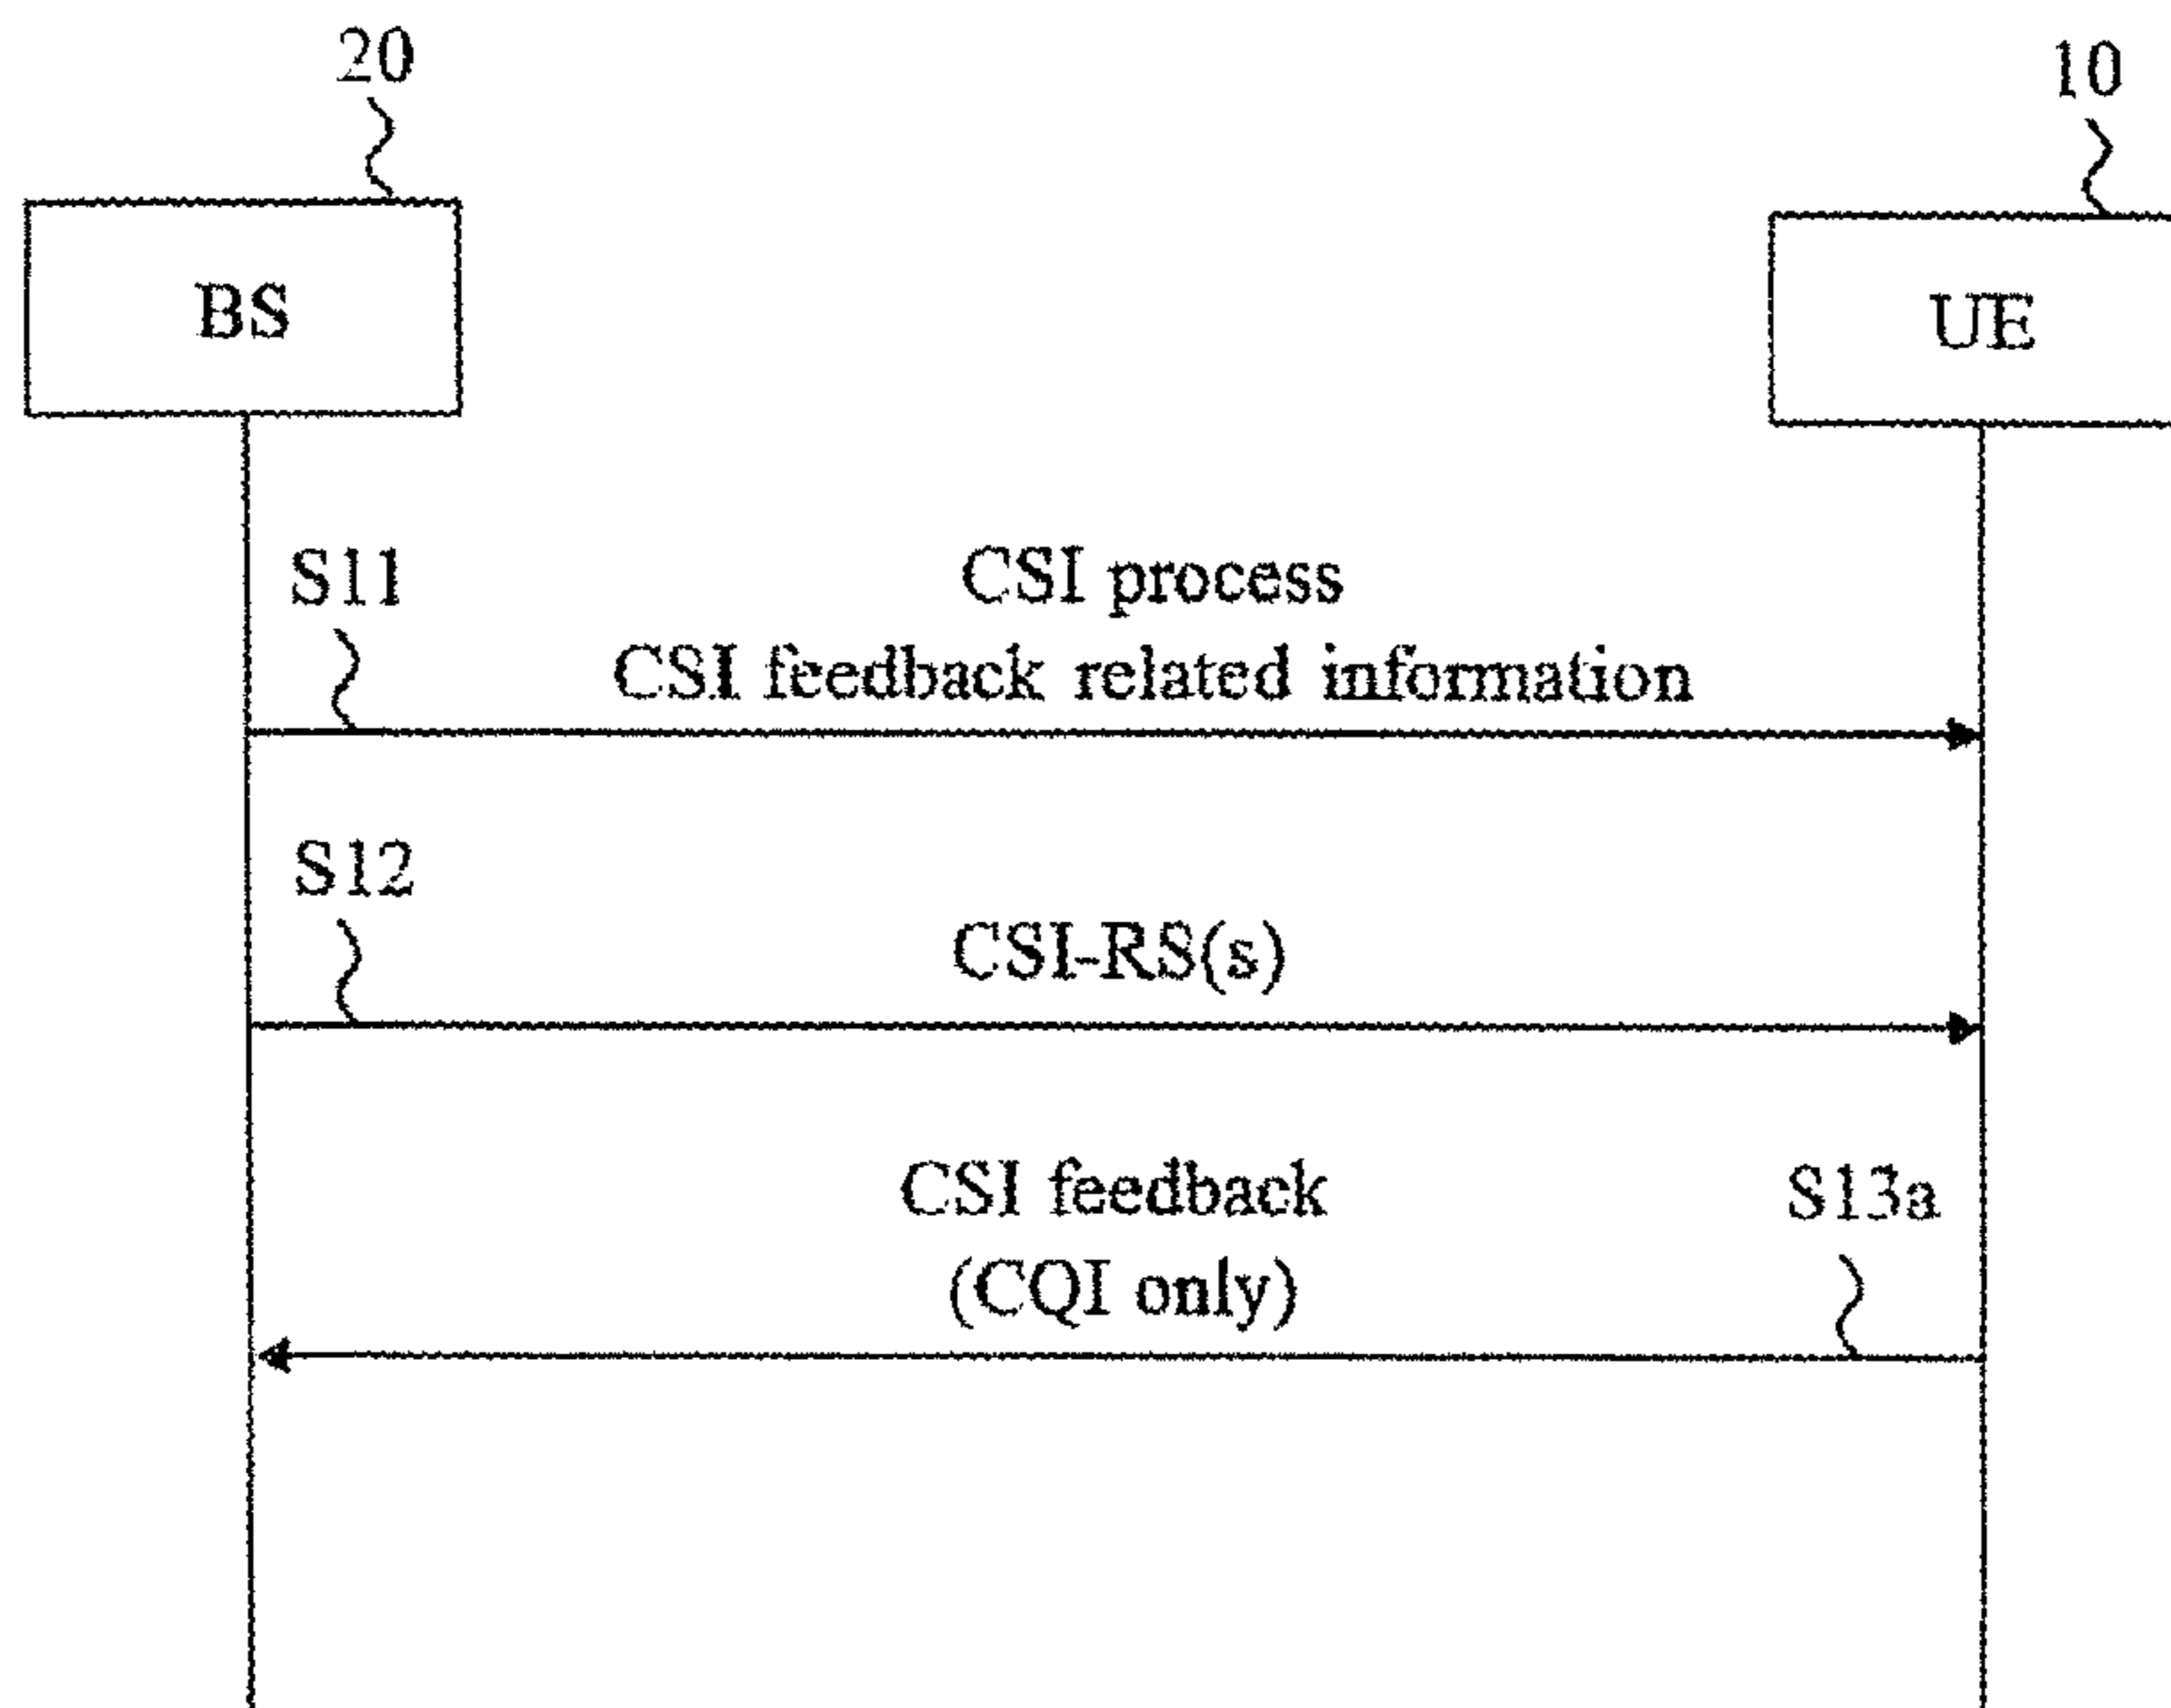 20
10
BS
UE
S11
CSI process
CSI feedback related information
S12
CSI-RS(s)
CSI feedback
S13a
(CQI only)